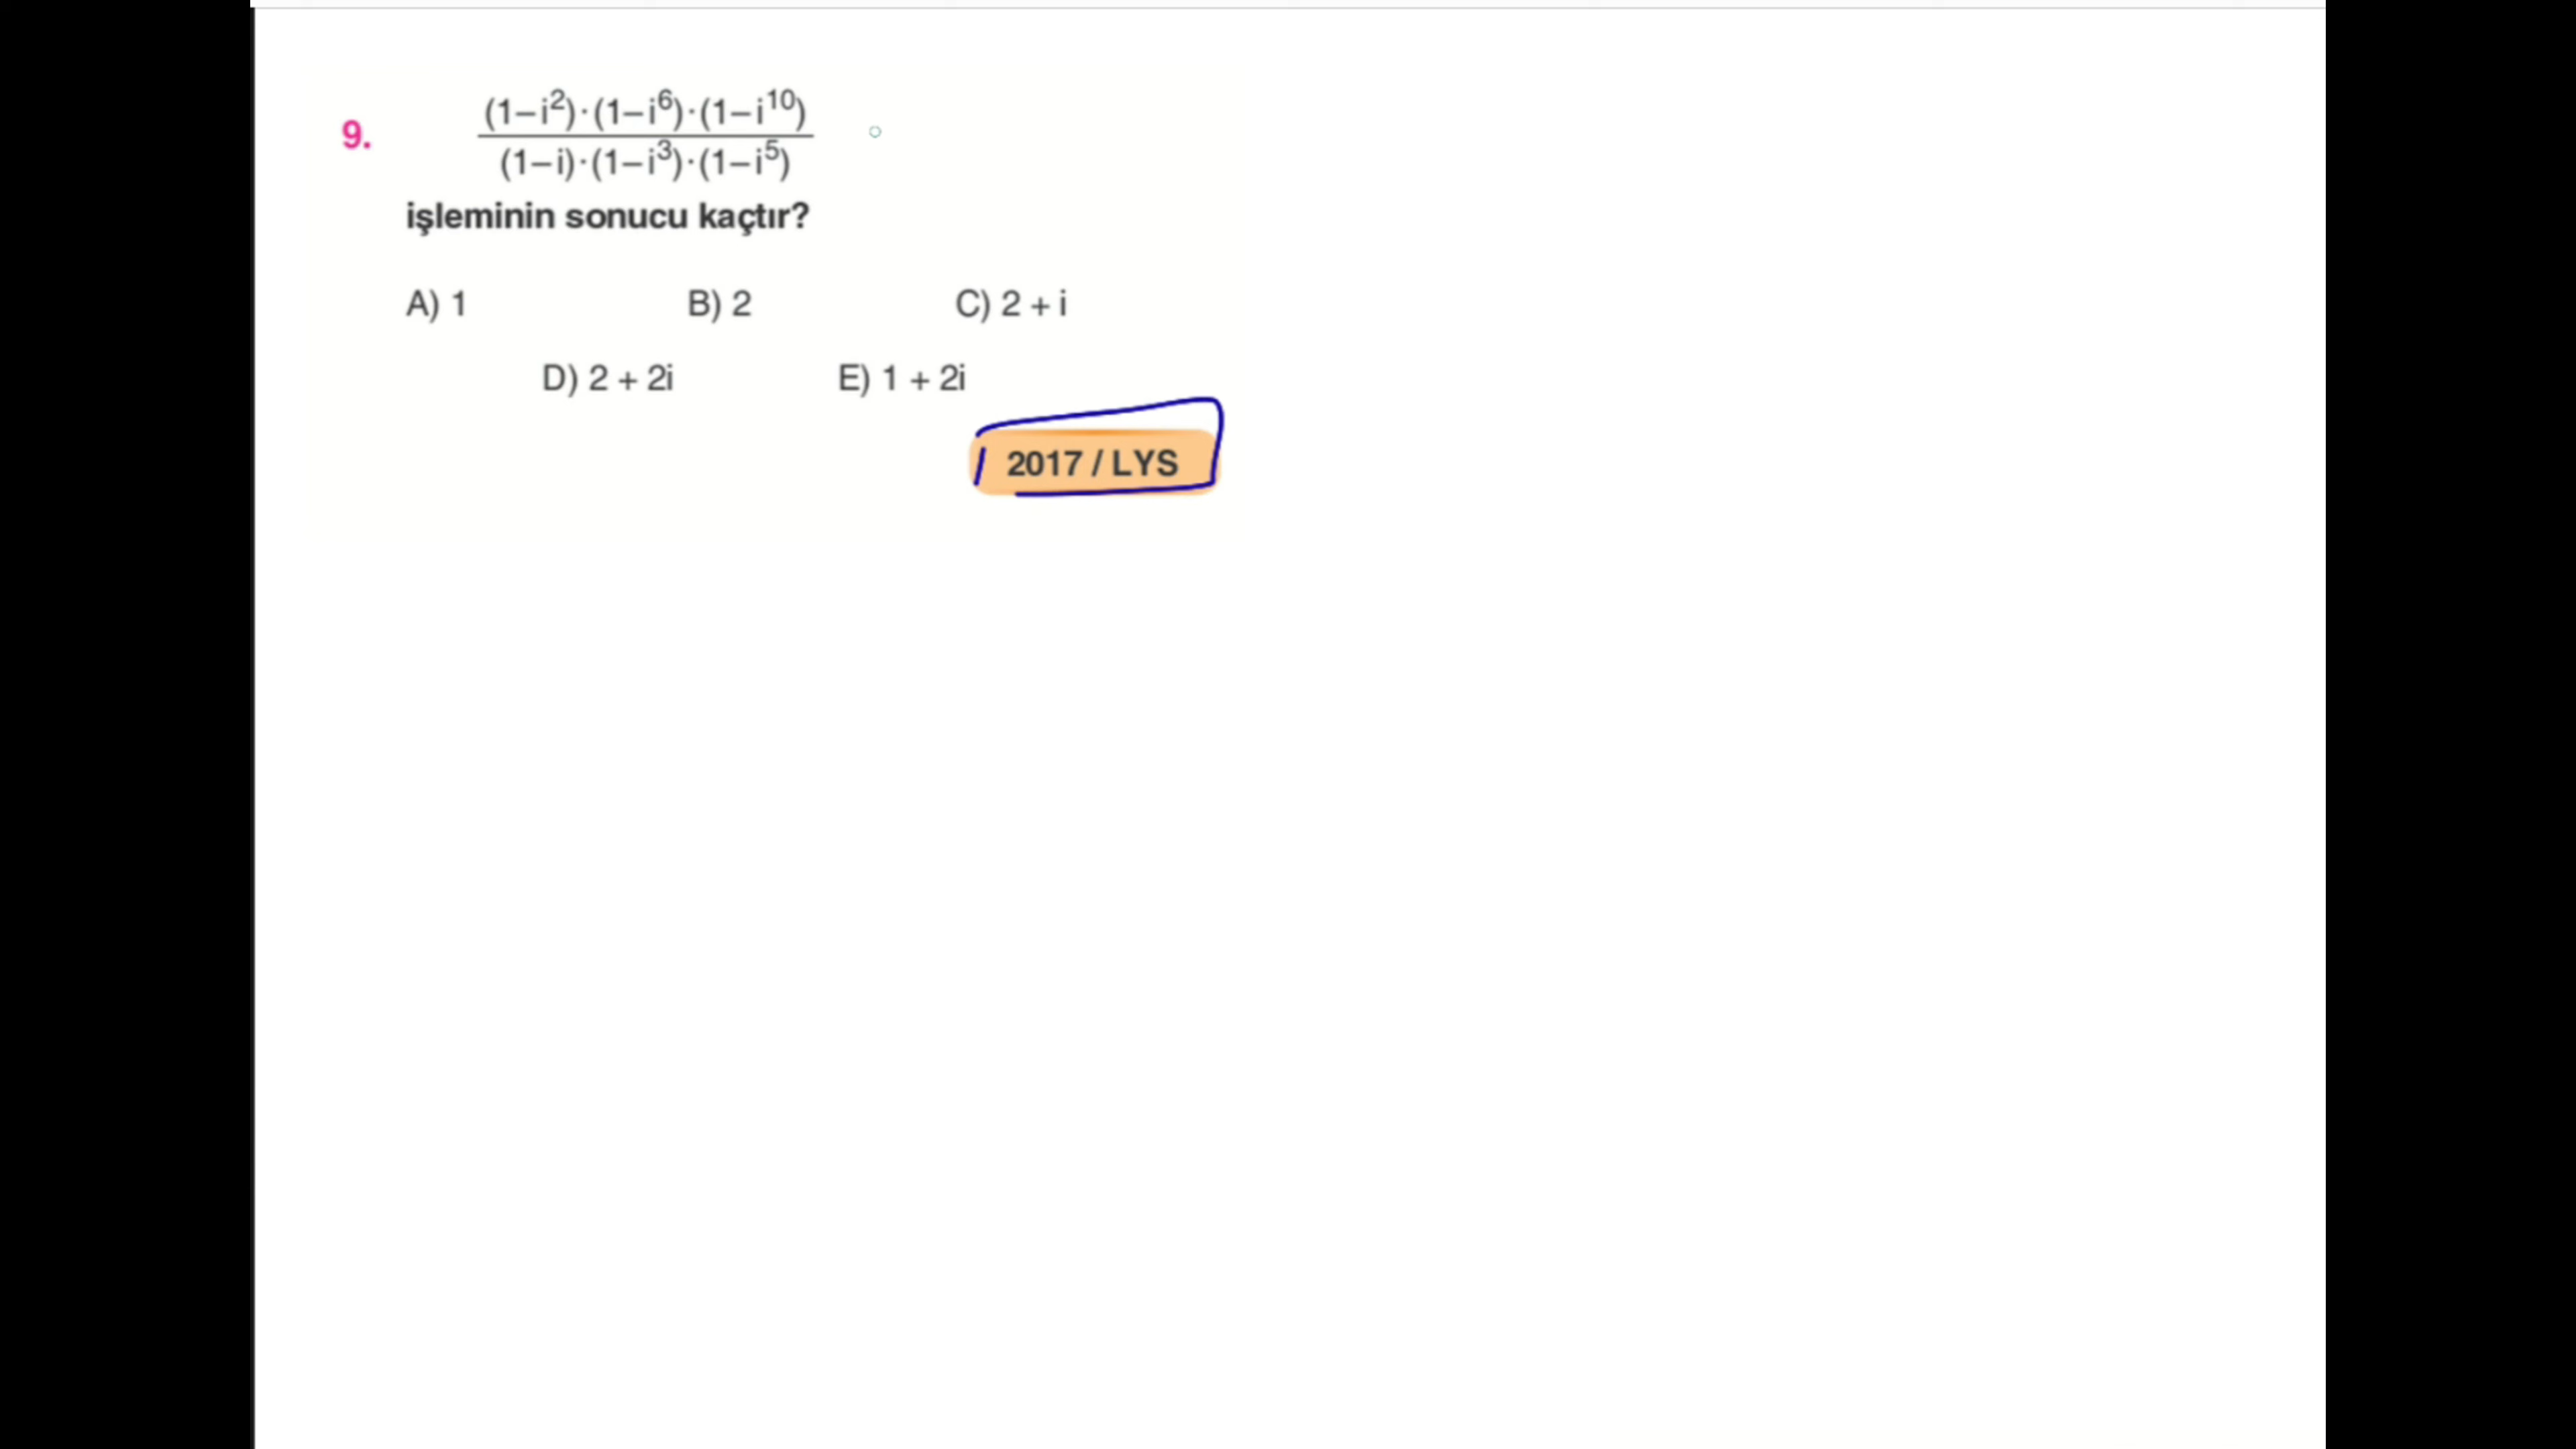 9. (1−i²)·(1−i⁶)·(1−i¹⁰)
(1−i)·(1−i³)·(1−i⁵)
işleminin sonucu kaçtır?
A) 1 B) 2 C) 2 + i
D) 2 + 2i E) 1 + 2i
2017 / LYS